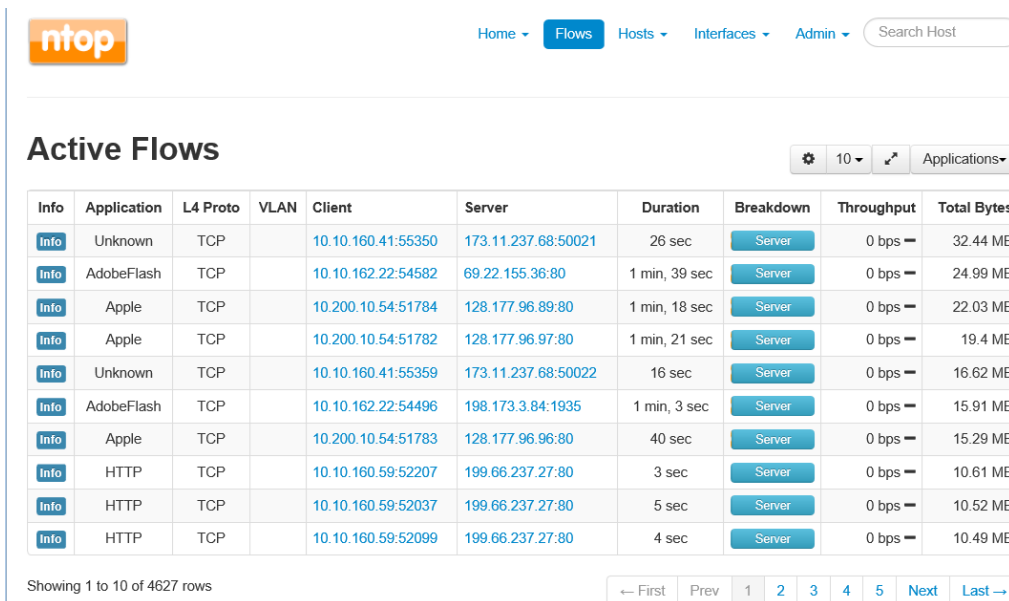 ntop
Home Flows Hosts Interfaces Admin Search Host
Active Flows
10 Applications
Info Application L4 Proto VLAN Client Server Duration Breakdown Throughput Total Bytes
Info Unknown TCP 10.10.160.41:55350 173.11.237.68:50021 26 sec Server 0 bps 32.44 MB
Info AdobeFlash TCP 10.10.162.22:54582 69.22.155.36:80 1 min, 39 sec Server 0 bps 24.99 MB
Info Apple TCP 10.200.10.54:51784 128.177.96.89:80 1 min, 18 sec Server 0 bps 22.03 MB
Info Apple TCP 10.200.10.54:51782 128.177.96.97:80 1 min, 21 sec Server 0 bps 19.4 MB
Info Unknown TCP 10.10.160.41:55359 173.11.237.68:50022 16 sec Server 0 bps 16.62 MB
Info AdobeFlash TCP 10.10.162.22:54496 198.173.3.84:1935 1 min, 3 sec Server 0 bps 15.91 MB
Info Apple TCP 10.200.10.54:51783 128.177.96.96:80 40 sec Server 0 bps 15.29 MB
Info HTTP TCP 10.10.160.59:52207 199.66.237.27:80 3 sec Server 0 bps 10.61 MB
Info HTTP TCP 10.10.160.59:52037 199.66.237.27:80 5 sec Server 0 bps 10.52 MB
Info HTTP TCP 10.10.160.59:52099 199.66.237.27:80 4 sec Server 0 bps 10.49 MB
Showing 1 to 10 of 4627 rows ← First Prev 1 2 3 4 5 Next Last →